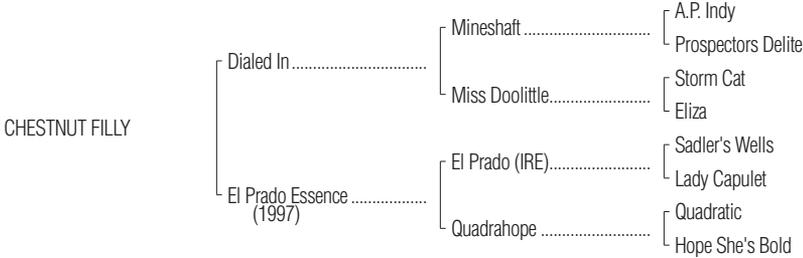 A.P. Indy
Mineshaft ..............................
Prospectors Delite
Dialed In ................................
Storm Cat
Miss Doolittle........................
Eliza
CHESTNUT FILLY
Sadler's Wells
El Prado (IRE)........................
Lady Capulet
El Prado Essence ..................
(1997)
Quadratic
Quadrahope ..........................
Hope She's Bold